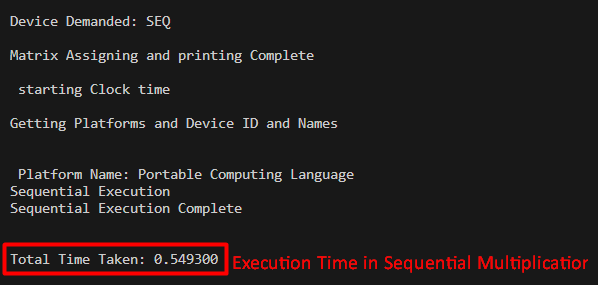 Device Demanded: SEQ
Matrix Assigning and printing Complete
starting Clock time
Getting Platforms and Device ID and Names
Platform Name: Portable Computing Language
Sequential Execution
Sequential Execution Complete
Total Time Taken: 0.549300 Execution Time in Sequential Multiplicatior